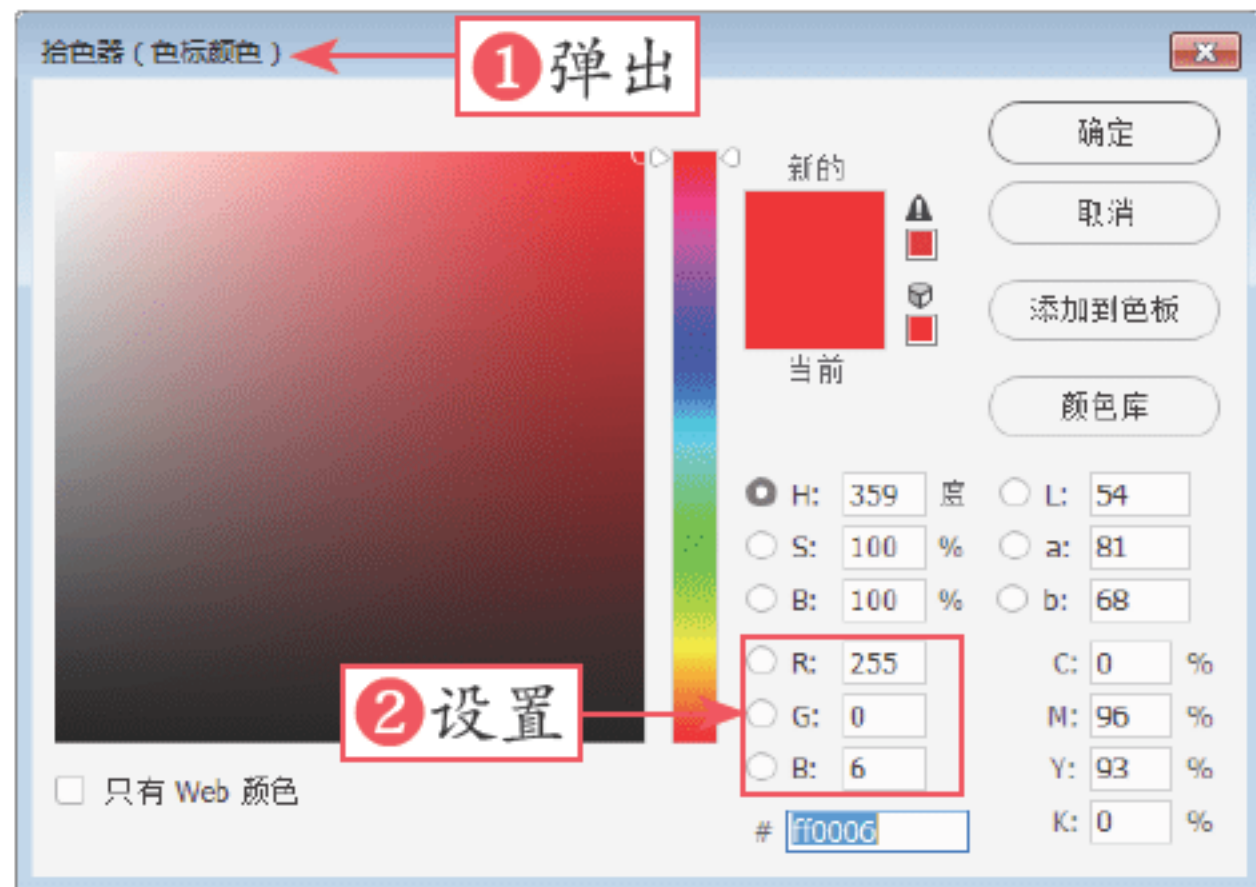 拾色器（色标颜色）
1弹出
确定
新的
取消
添加到色板
当前
颜色库
H: 359 度 L: 54
S: 100 % a: 81
B: 100 % b: 68
R: 255 C: 0 %
2设置
G: 0 M: 96 %
B: 6 Y: 93 %
只有 Web 颜色
# ff0006 K: 0 %